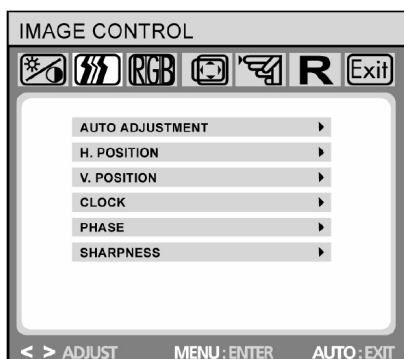 IMAGE CONTROL
RGB R Exit
AUTO ADJUSTMENT
H. POSITION
V. POSITION
CLOCK
PHASE
SHARPNESS
< > ADJUST MENU : ENTER AUTO : EXIT